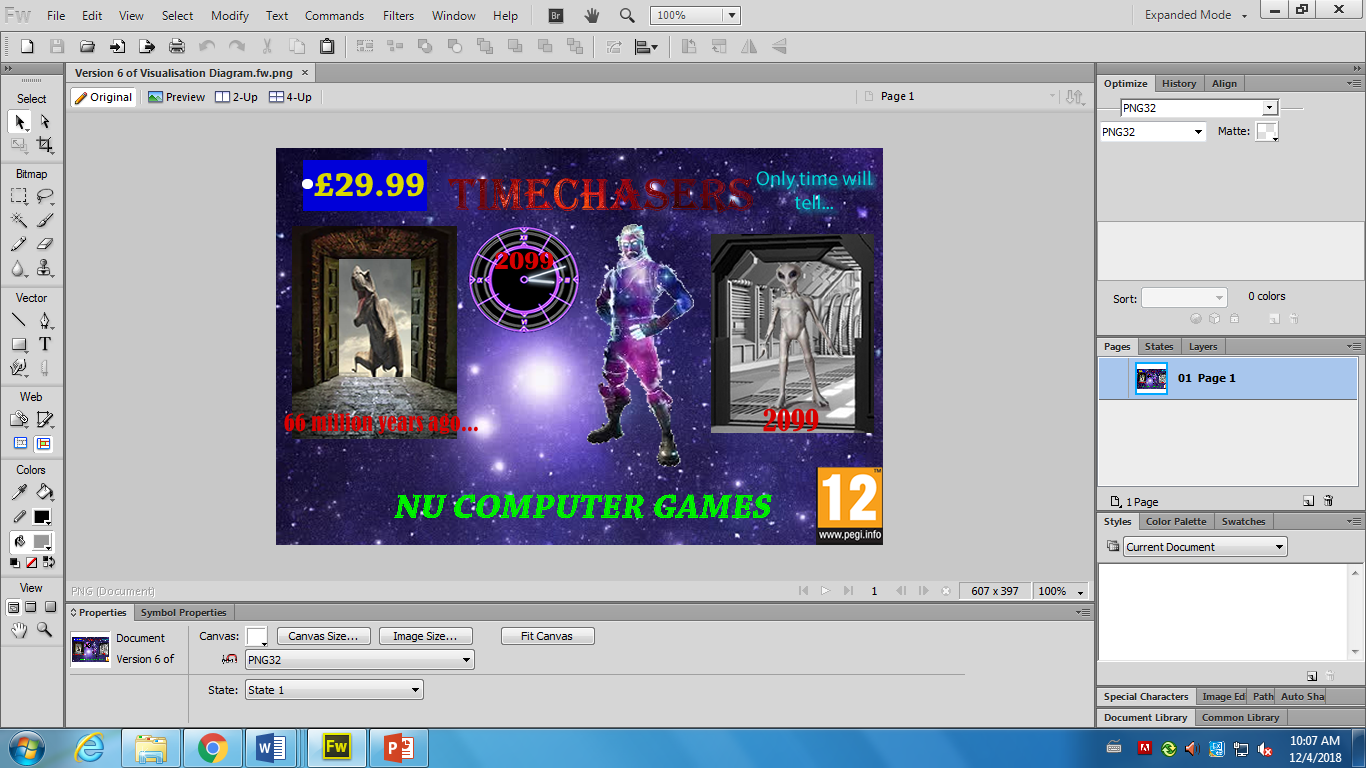 Fw File Edit View Select Modify Text Commands Filters Window Help Br 100% Expanded Mode
Version 6 of Visualisation Diagram.fw.png ×
Original Preview 2-Up 4-Up Page 1
Select
Bitmap
Vector
T
Web
Colors
View
£29.99
TIMECHASERS
Only time will
tell...
2099
66 million years ago...
2099
NU COMPUTER GAMES
12
TM
www.pegi.info
PNG (Document) 1 607 x 397 100%
Properties Symbol Properties
Document
Version 6 of
Canvas: Canvas Size... Image Size... Fit Canvas
PNG32
State: State 1
Optimize History Align
PNG32
PNG32 Matte:
Sort: 0 colors
Pages States Layers
01 Page 1
1 Page
Styles Color Palette Swatches
Current Document
Special Characters Image Ed Path Auto Sha
Document Library Common Library
W Fw P
10:07 AM
12/4/2018